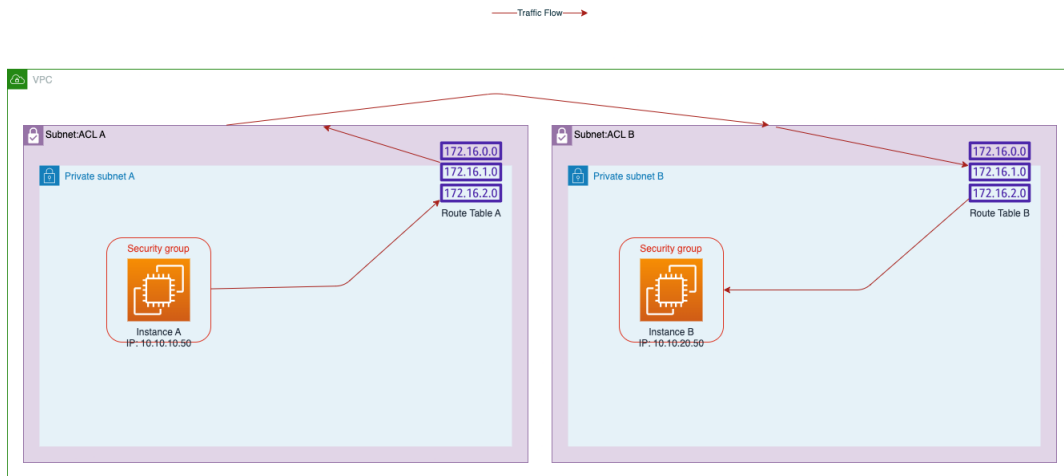 Traffic Flow
VPC
Subnet:ACL A
172.16.0.0
172.16.1.0
172.16.2.0
Route Table A
Private subnet A
Security group
Instance A
IP: 10.10.10.50
Subnet:ACL B
172.16.0.0
172.16.1.0
172.16.2.0
Route Table B
Private subnet B
Security group
Instance B
IP: 10.10.20.50